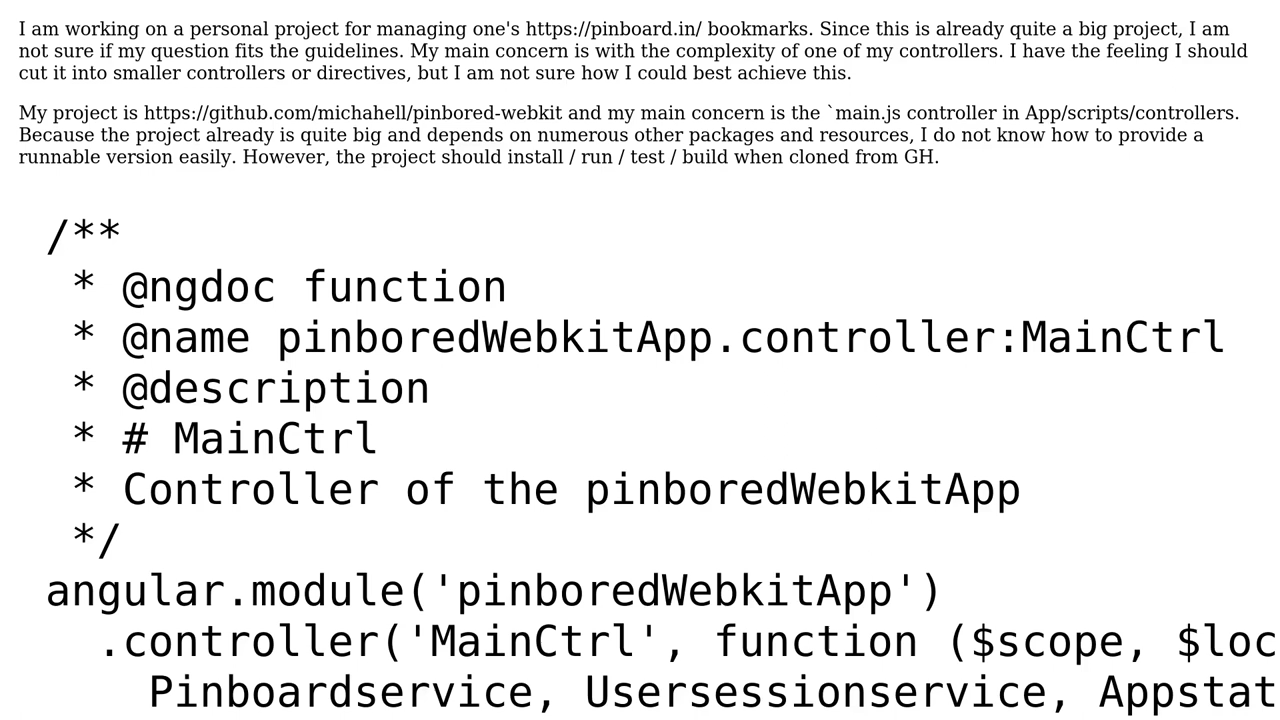 I am working on a personal project for managing one's https://pinboard.in/ bookmarks. Since this is already quite a big project, I am
not sure if my question fits the guidelines. My main concern is with the complexity of one of my controllers. I have the feeling I should
cut it into smaller controllers or directives, but I am not sure how I could best achieve this.
My project is https://github.com/michahell/pinbored-webkit and my main concern is the `main.js controller in App/scripts/controllers.
Because the project already is quite big and depends on numerous other packages and resources, I do not know how to provide a
runnable version easily. However, the project should install / run / test / build when cloned from GH.
/**
 * @ngdoc function
 * @name pinboredWebkitApp.controller:MainCtrl
 * @description
 * # MainCtrl
 * Controller of the pinboredWebkitApp
 */
angular.module('pinboredWebkitApp')
  .controller('MainCtrl', function ($scope, $loc
    Pinboardservice, Usersessionservice, Appstat